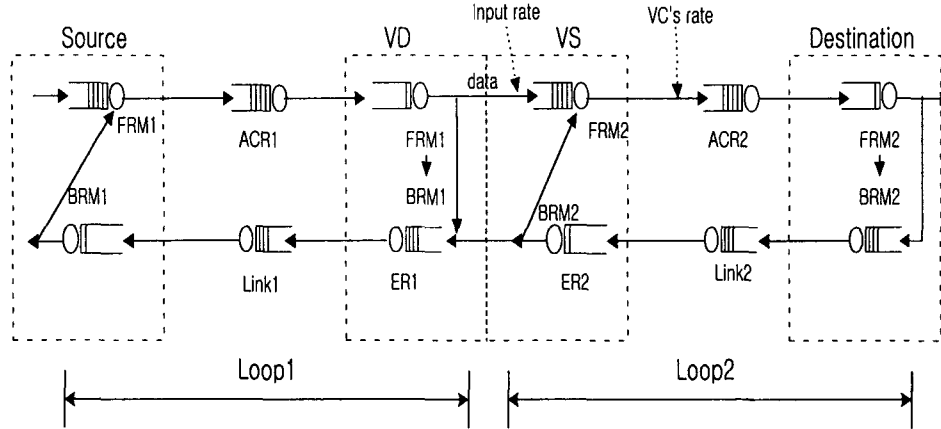 Input rate
VC's rate
Source
VD
VS
Destination
data
FRM1
ACR1
FRM1
FRM2
ACR2
FRM2
BRM1
BRM1
BRM2
BRM2
Link1
ER1
ER2
Link2
Loop1
Loop2